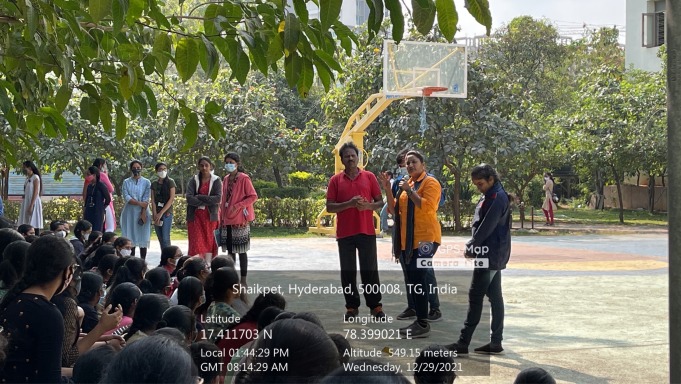 GPS Map
Camera Lite
Shaikpet, Hyderabad, 500008, TG, India
Latitude
Longitude
17.411703° N
78.399021°
Local 01:44:29 PM
Altitude 549.15 meters
GMT 08:14:29 AM
Wednesday, 12/29/2021